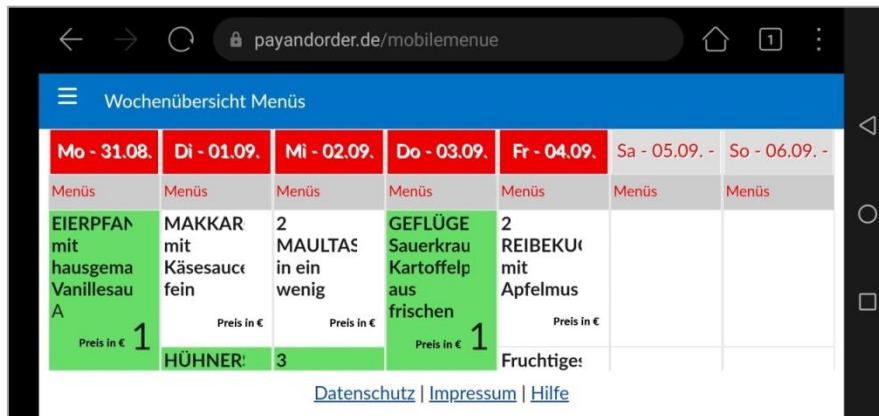 payandorder.de/mobilemenue
1
Wochenübersicht Menüs
Mo - 31.08. Di - 01.09. Mi - 02.09. Do - 03.09. Fr - 04.09. Sa - 05.09. - So - 06.09. -
Menüs Menüs Menüs Menüs Menüs Menüs Menüs
EIERPFAN
mit
hausgema
Vanillesau
A
Preis in € 1
MAKKAR
mit
Käsesauce
fein
Preis in €
HÜHNER
2
MAULTAS
in ein
wenig
Preis in €
3
GEFLÜGE
Sauerkrau
Kartoffelp
aus
frischen
Preis in € 1
2
REIBEKU
mit
Apfelmus
Preis in €
Fruchtiges
Datenschutz | Impressum | Hilfe